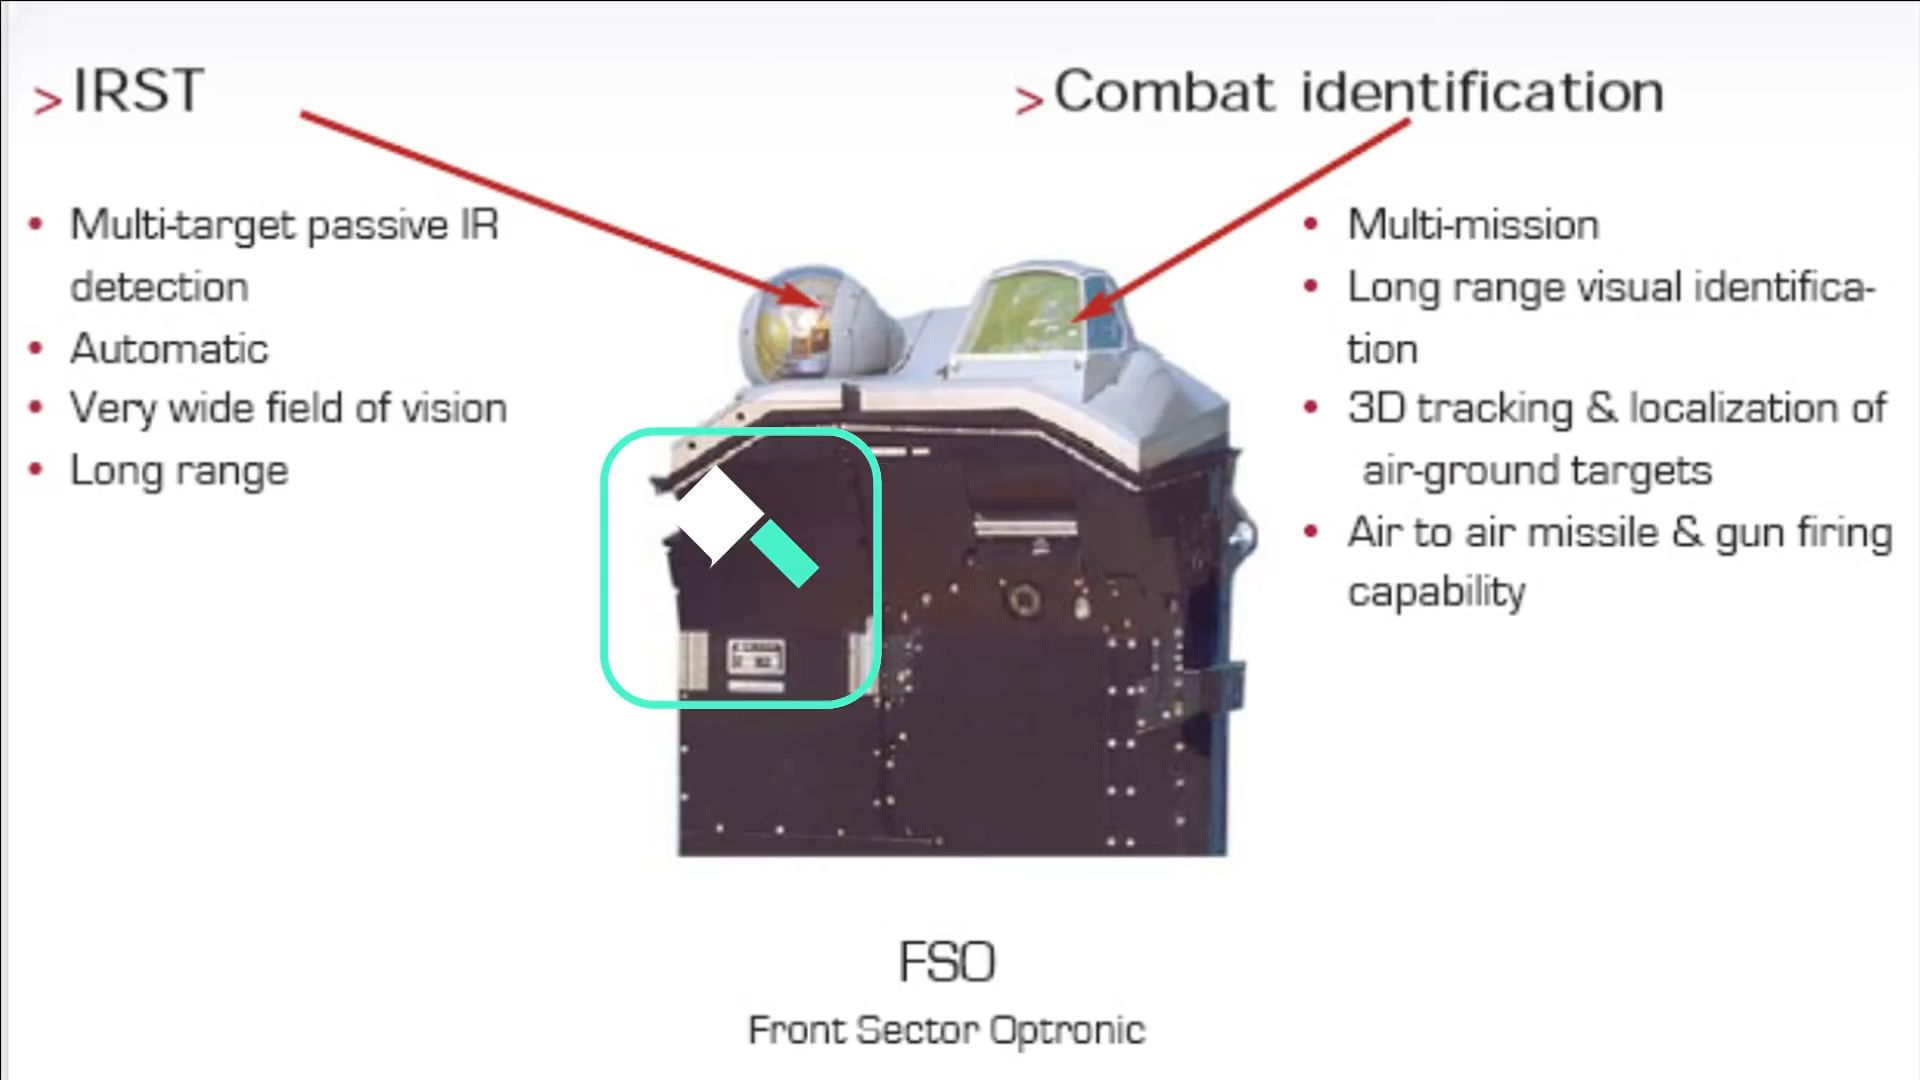 > IRST
• Multi-target passive IR
detection
• Automatic
• Very wide field of vision
• Long range
> Combat identification
• Multi-mission
• Long range visual identifica-
tion
• 3D tracking & localization of
air-ground targets
• Air to air missile & gun firing
capability
FSO
Front Sector Optronic